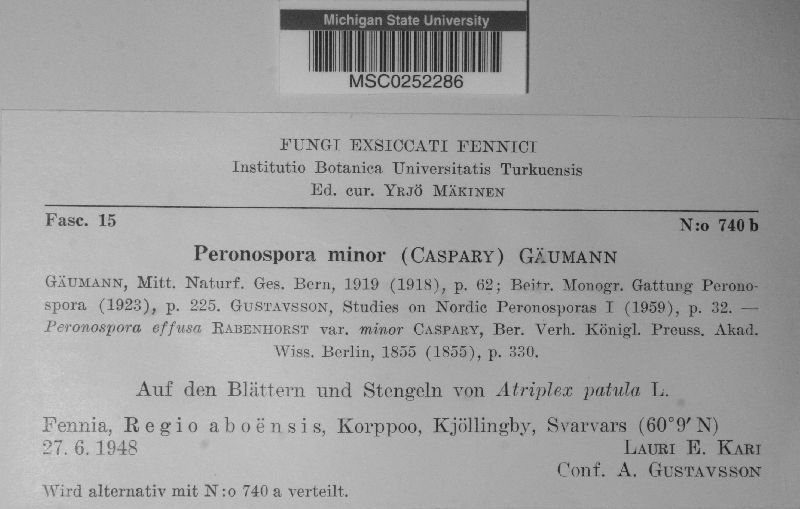 Michigan State University
MSC0252286
FUNGI EXSICCATI FENNICI
Institutio Botanica Universitatis Turkuensis
Ed. cur. YRJÖ MÄKINEN
Fasc. 15 N:o 740 b
Peronospora minor (CASPARY) GÄUMANN
GÄUMANN, Mitt. Naturf. Ges. Bern, 1919 (1918), p. 62; Beitr. Monogr. Gattung Perono-
spora (1923), p. 225. GUSTAVSSON, Studies on Nordic Peronosporas I (1959), p. 32. —
Peronospora effusa RABENHORST var. minor CASPARY, Ber. Verh. Königl. Preuss. Akad.
Wiss. Berlin, 1855 (1855), p. 330.
Auf den Blättern und Stengeln von Atriplex patula L.
Fennia, Regio aboënsis, Korppoo, Kjöllingby, Svarvars (60°9′ N)
27. 6. 1948 LAURI E. KARI
Conf. A. GUSTAVSSON
Wird alternativ mit N:o 740 a verteilt.